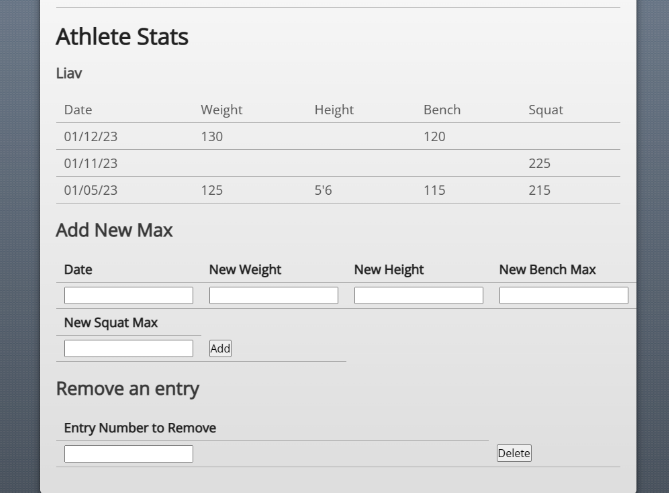 Athlete Stats
Liav
Date Weight Height Bench Squat
01/12/23 130 120
01/11/23 225
01/05/23 125 5'6 115 215
Add New Max
Date New Weight New Height New Bench Max
New Squat Max
Add
Remove an entry
Entry Number to Remove
Delete